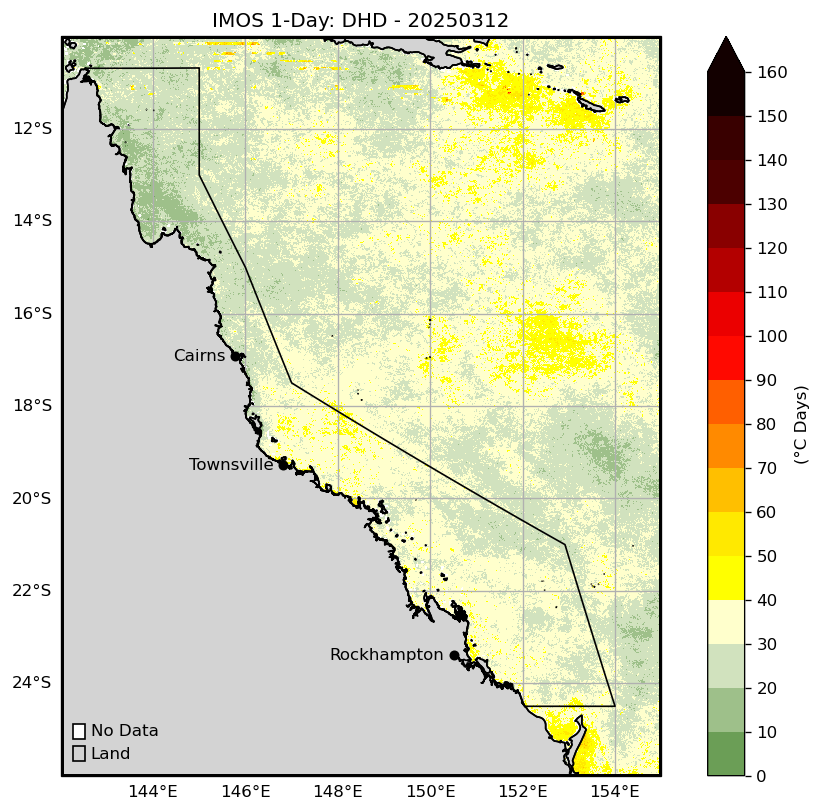 IMOS 1-Day: DHD - 20250312
12°S
14°S
16°S
18°S
20°S
22°S
24°S
Cairns
Townsville
Rockhampton
No Data
Land
144°E 146°E 148°E 150°E 152°E 154°E
160
150
140
130
120
110
100
90
80
70
60
50
40
30
20
10
0
(°C Days)